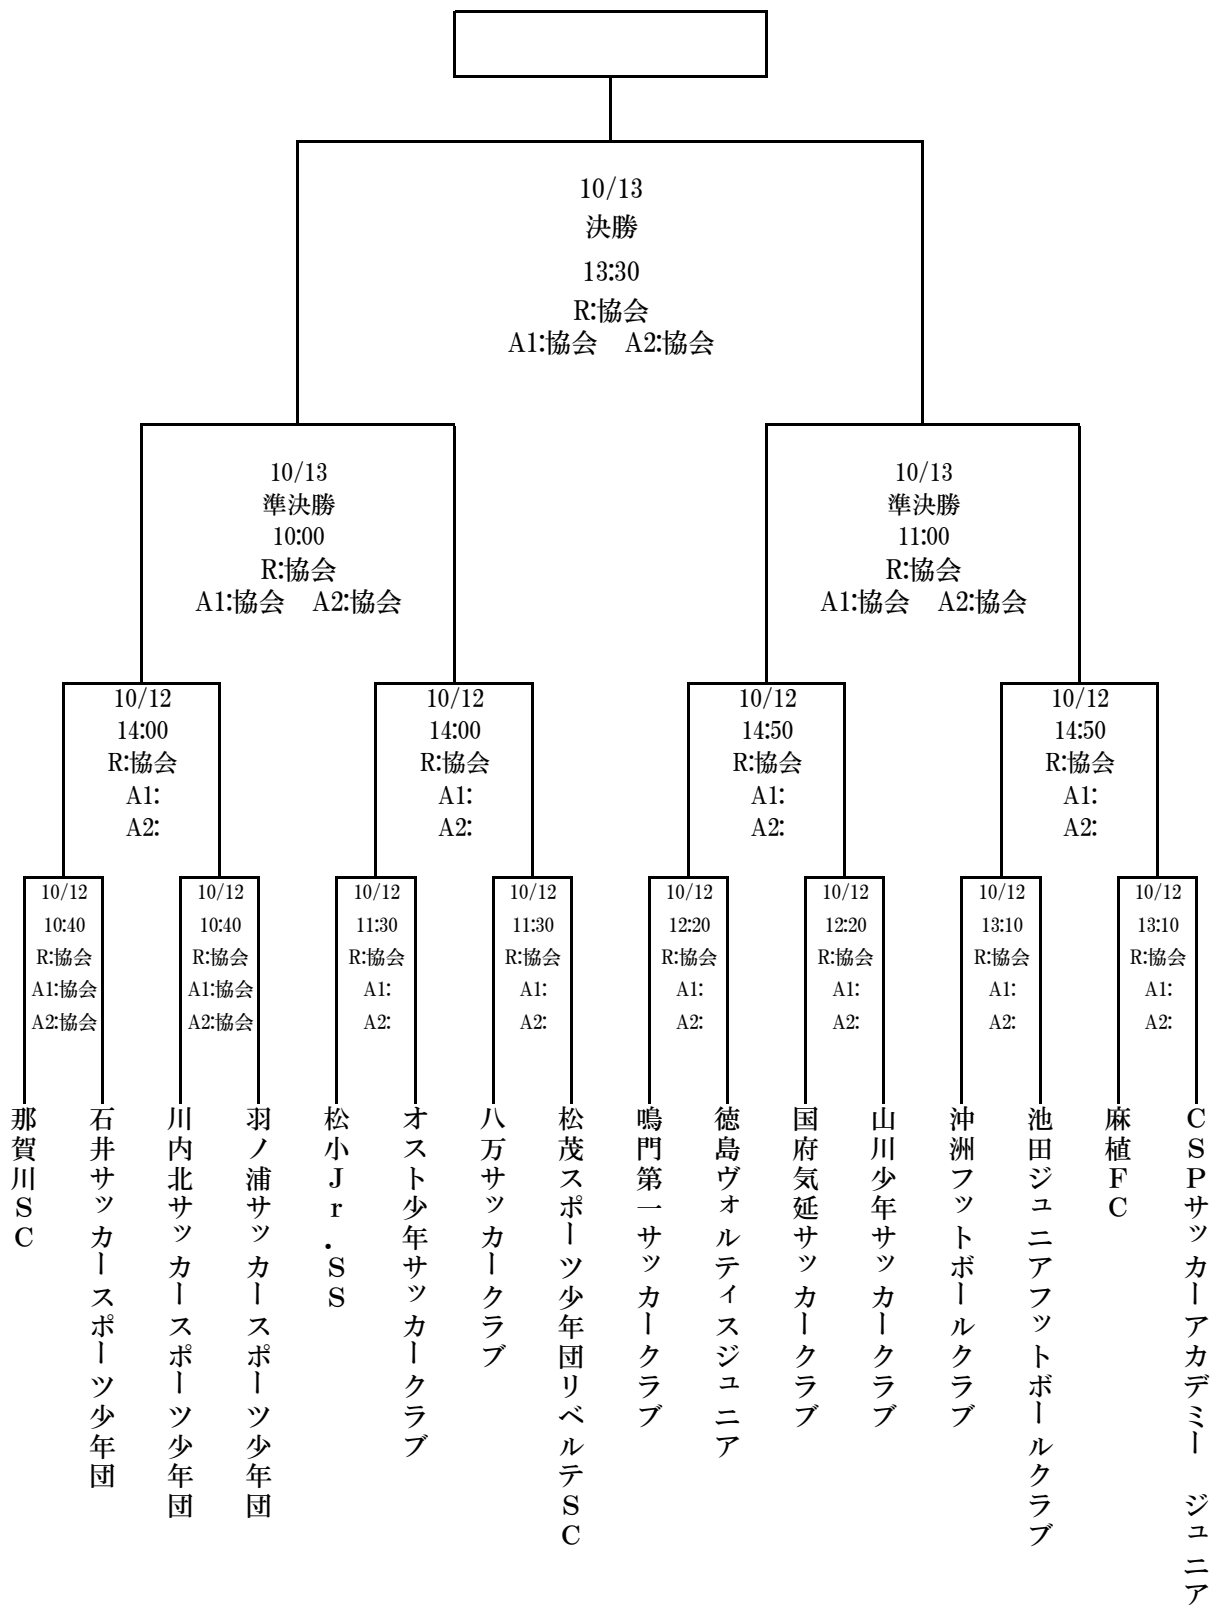 10/13
決勝
13:30
R:協会
A1:協会　A2:協会
10/13
準決勝
10:00
R:協会
A1:協会　A2:協会
10/13
準決勝
11:00
R:協会
A1:協会　A2:協会
10/12
14:00
R:協会
A1:
A2:
10/12
14:00
R:協会
A1:
A2:
10/12
14:50
R:協会
A1:
A2:
10/12
14:50
R:協会
A1:
A2:
10/12
10:40
R:協会
A1:協会
A2:協会
10/12
10:40
R:協会
A1:協会
A2:協会
10/12
11:30
R:協会
A1:
A2:
10/12
11:30
R:協会
A1:
A2:
10/12
12:20
R:協会
A1:
A2:
10/12
12:20
R:協会
A1:
A2:
10/12
13:10
R:協会
A1:
A2:
10/12
13:10
R:協会
A1:
A2:
那賀川SC
石井サッカースポーツ少年団
川内北サッカースポーツ少年団
羽ノ浦サッカースポーツ少年団
松小Jr.SS
オスト少年サッカークラブ
八万サッカークラブ
松茂スポーツ少年団リベルテSC
鳴門第一サッカークラブ
徳島ヴォルティスジュニア
国府気延サッカークラブ
山川少年サッカークラブ
沖洲フットボールクラブ
池田ジュニアフットボールクラブ
麻植FC
CSPサッカーアカデミー　ジュニア